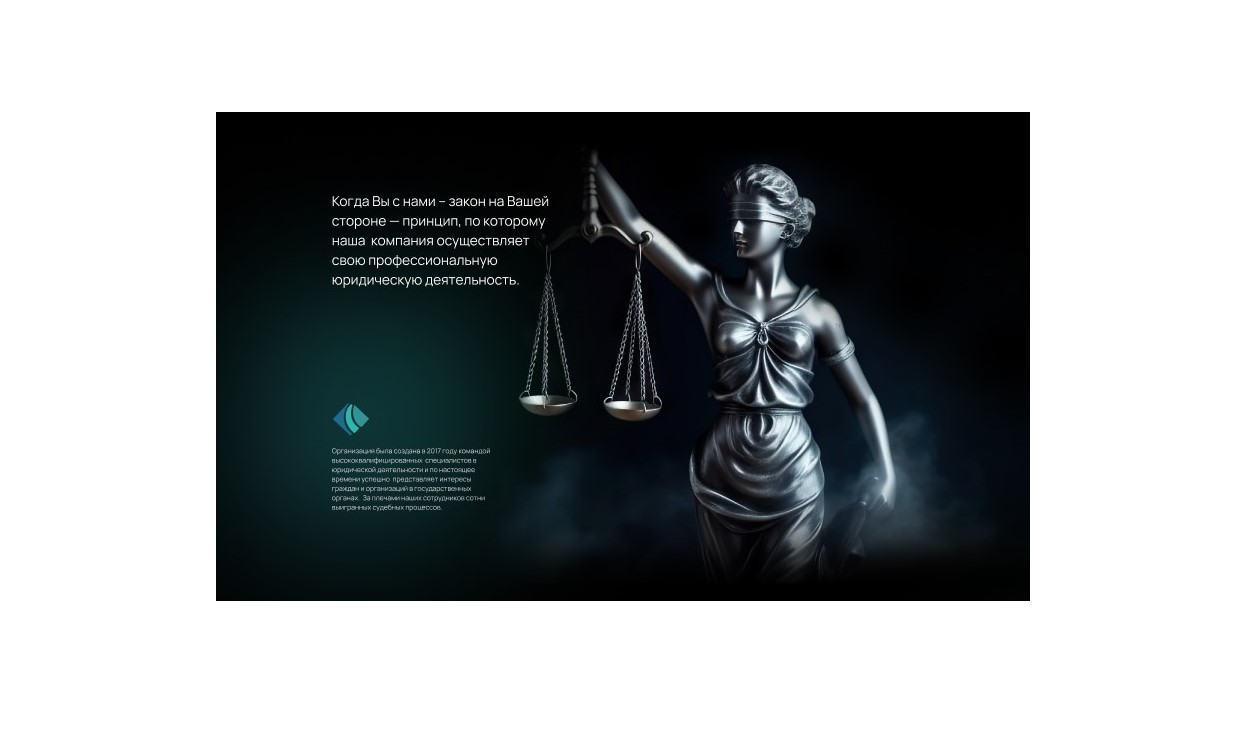 Когда Вы с нами – закон на Вашей
стороне — принцип, по которому
наша  компания осуществляет
свою профессиональную
юридическую деятельность.
Организация была создана в 2017 году командой
высококвалифицированных  специалистов в
юридической деятельности и по настоящее
время успешно  представляет интересы
граждан и организаций в государственных
органах.  За плечами наших сотрудников сотни
выигранных судебных процессов.